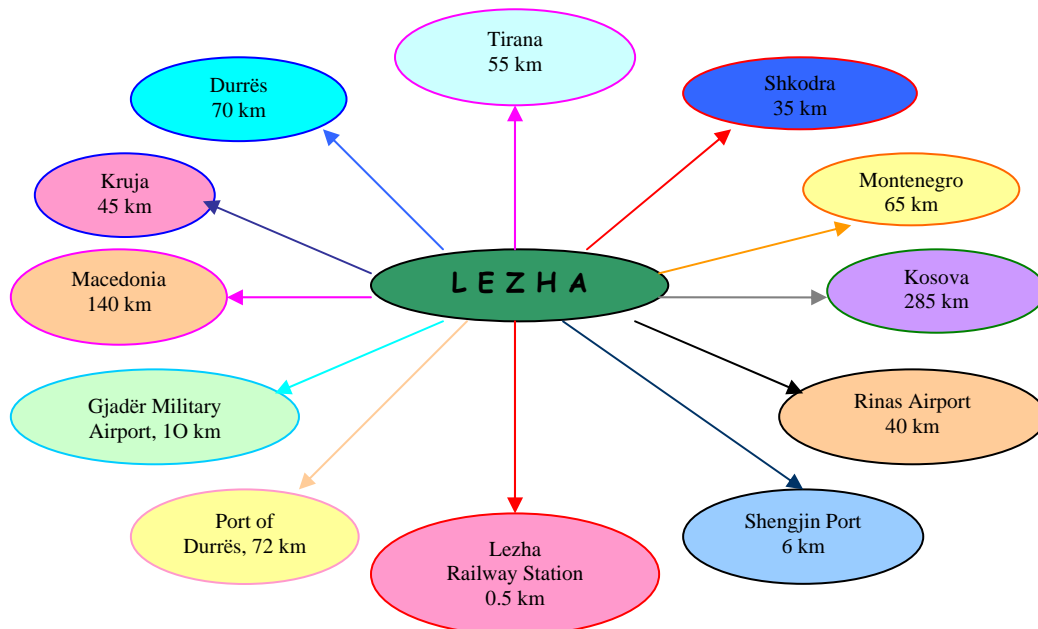 Tirana
55 km
Durrës
70 km
Shkodra
35 km
Kruja
45 km
Montenegro
65 km
Macedonia
140 km
L E Z H A
Kosova
285 km
Gjadër Military
Airport, 1O km
Rinas Airport
40 km
Port of
Durrës, 72 km
Lezha
Railway Station
0.5 km
Shengjin Port
6 km